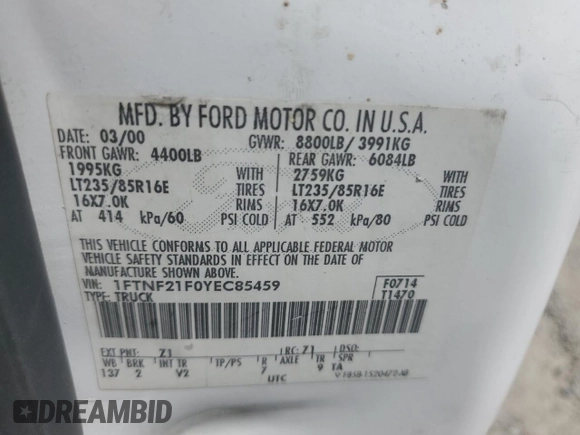 MFD. BY FORD MOTOR CO. IN U.S.A.
DATE: 03/00 GVWR: 8800LB/ 3991KG
FRONT GAWR: 4400LB REAR GAWR: 6084LB
1995KG WITH 2759KG WITH
LT235/85R16E TIRES LT235/85R16E TIRES
16X7.0K RIMS 16X7.0K RIMS
AT 414 kPa/60 PSI COLD AT 552 kPa/80 PSI COLD
THIS VEHICLE CONFORMS TO ALL APPLICABLE FEDERAL MOTOR
VEHICLE SAFETY STANDARDS IN EFFECT ON THE DATE OF
MANUFACTURE SHOWN ABOVE.
VIN: 1FTNF21F0YEC85459 F0714
TYPE: TRUCK T1470
EXT PNT: Z1 RC: 71 DSO:
WB BRK INT TR TP/PS R AXLE TR SPR
137 2 V2 7 9 TA
UTC
DREAMBID